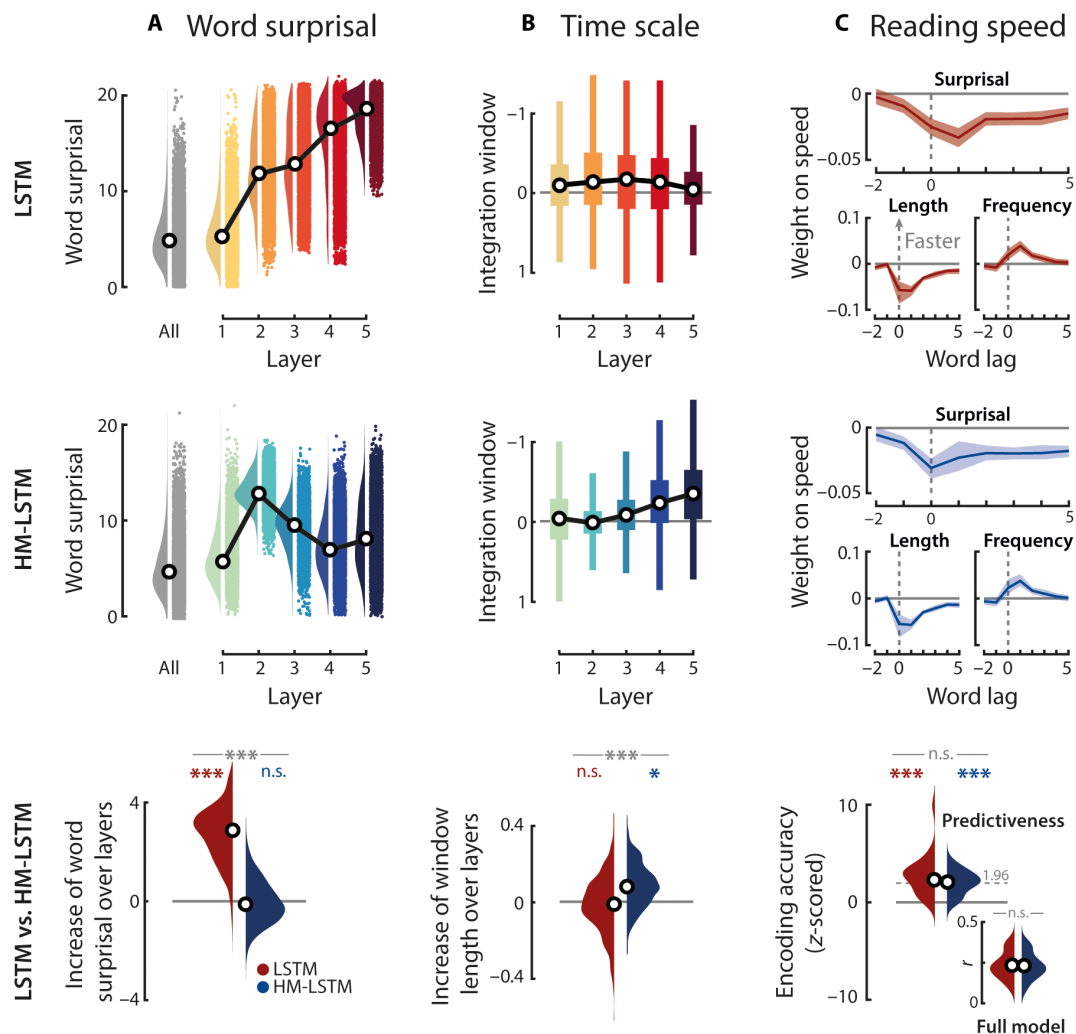 A Word surprisal
B Time scale
C Reading speed
LSTM
Word surprisal
20
10
0
All
1 2 3 4 5
Layer
Integration window
−1
0
1
1 2 3 4 5
Layer
Weight on speed
Surprisal
0
−0.05
−2 0 5
Length
Faster
0.1
0
−0.1
−2 0 5
Frequency
−2 0 5
Word lag
HM-LSTM
Word surprisal
20
10
0
All
1 2 3 4 5
Layer
Integration window
−1
0
1
1 2 3 4 5
Layer
Weight on speed
Surprisal
0
−0.05
−2 0 5
Length
0.1
0
−0.1
−2 0 5
Frequency
−2 0 5
Word lag
LSTM vs. HM-LSTM
Increase of word
surprisal over layers
***
*** n.s.
4
0
−4
LSTM
HM-LSTM
Increase of window
length over layers
***
n.s. *
0.4
0
−0.4
Encoding accuracy
(z-scored)
n.s.
*** ***
10
0
−10
Predictiveness
1.96
n.s.
0.5
r
0
Full model